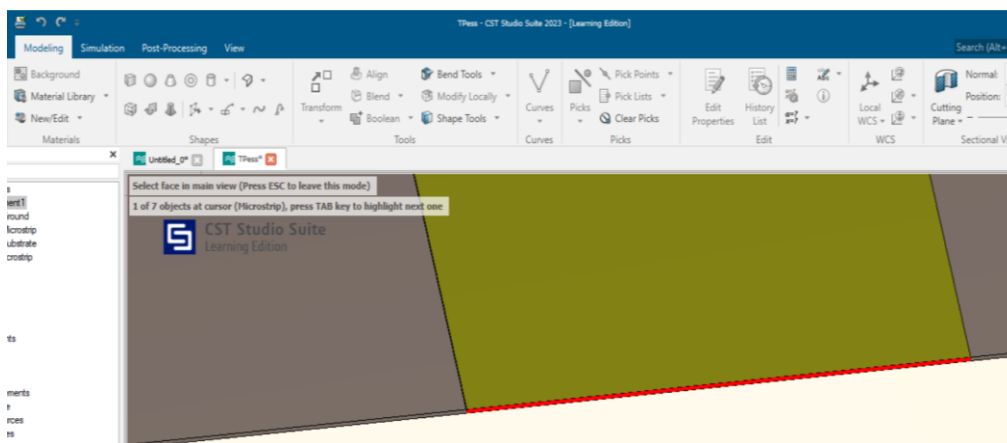 TPess - CST Studio Suite 2023 - [Learning Edition]
Modeling Simulation Post-Processing View Search (Alt+
Background Align Bend Tools Pick Points Normal:
Material Library Blend Modify Locally Pick Lists Position:
New/Edit Transform Boolean Shape Tools Curves Picks Clear Picks Edit Properties History List Local WCS Cutting Plane
Materials Shapes Tools Curves Picks Edit WCS Sectional V
Untitled_0* TPess*
Select face in main view (Press ESC to leave this mode)
1 of 7 objects at cursor (Microstrip), press TAB key to highlight next one
CST Studio Suite
Learning Edition
s
ent1
round
icrostrip
ubstrate
crostrip
ts
ments
rces
es